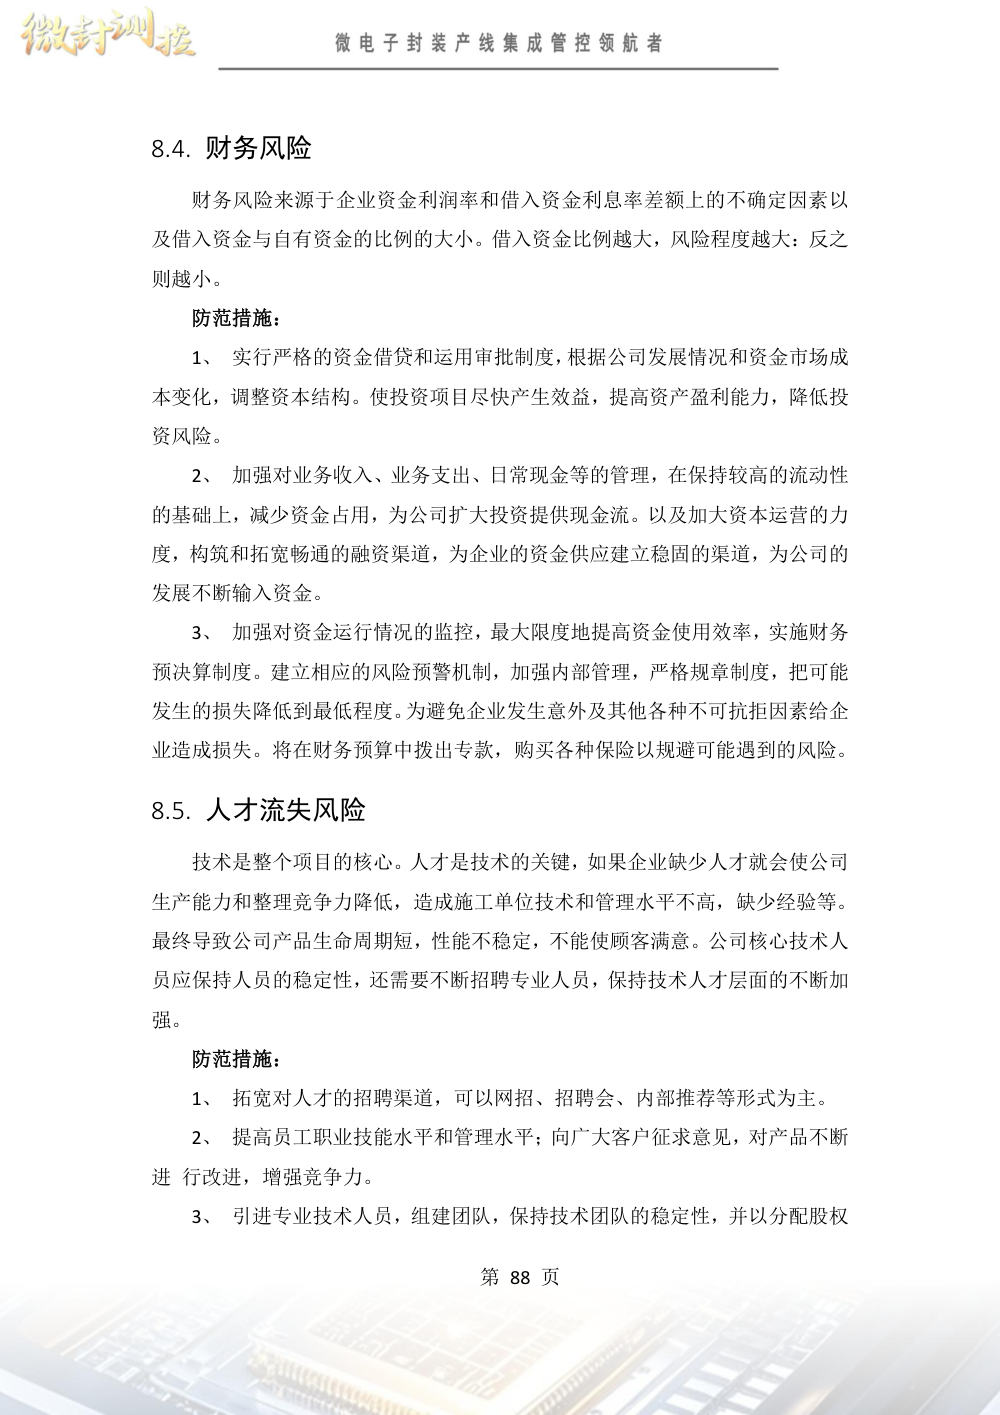 微封测控
微电子封装产线集成管控领航者
8.4. 财务风险
财务风险来源于企业资金利润率和借入资金利息率差额上的不确定因素以
及借入资金与自有资金的比例的大小。借入资金比例越大，风险程度越大：反之
则越小。
防范措施：
1、 实行严格的资金借贷和运用审批制度，根据公司发展情况和资金市场成
本变化，调整资本结构。使投资项目尽快产生效益，提高资产盈利能力，降低投
资风险。
2、 加强对业务收入、业务支出、日常现金等的管理，在保持较高的流动性
的基础上，减少资金占用，为公司扩大投资提供现金流。以及加大资本运营的力
度，构筑和拓宽畅通的融资渠道，为企业的资金供应建立稳固的渠道，为公司的
发展不断输入资金。
3、 加强对资金运行情况的监控，最大限度地提高资金使用效率，实施财务
预决算制度。建立相应的风险预警机制，加强内部管理，严格规章制度，把可能
发生的损失降低到最低程度。为避免企业发生意外及其他各种不可抗拒因素给企
业造成损失。将在财务预算中拨出专款，购买各种保险以规避可能遇到的风险。
8.5. 人才流失风险
技术是整个项目的核心。人才是技术的关键，如果企业缺少人才就会使公司
生产能力和整理竞争力降低，造成施工单位技术和管理水平不高，缺少经验等。
最终导致公司产品生命周期短，性能不稳定，不能使顾客满意。公司核心技术人
员应保持人员的稳定性，还需要不断招聘专业人员，保持技术人才层面的不断加
强。
防范措施：
1、 拓宽对人才的招聘渠道，可以网招、招聘会、内部推荐等形式为主。
2、 提高员工职业技能水平和管理水平；向广大客户征求意见，对产品不断
进 行改进，增强竞争力。
3、 引进专业技术人员，组建团队，保持技术团队的稳定性，并以分配股权
第 88 页